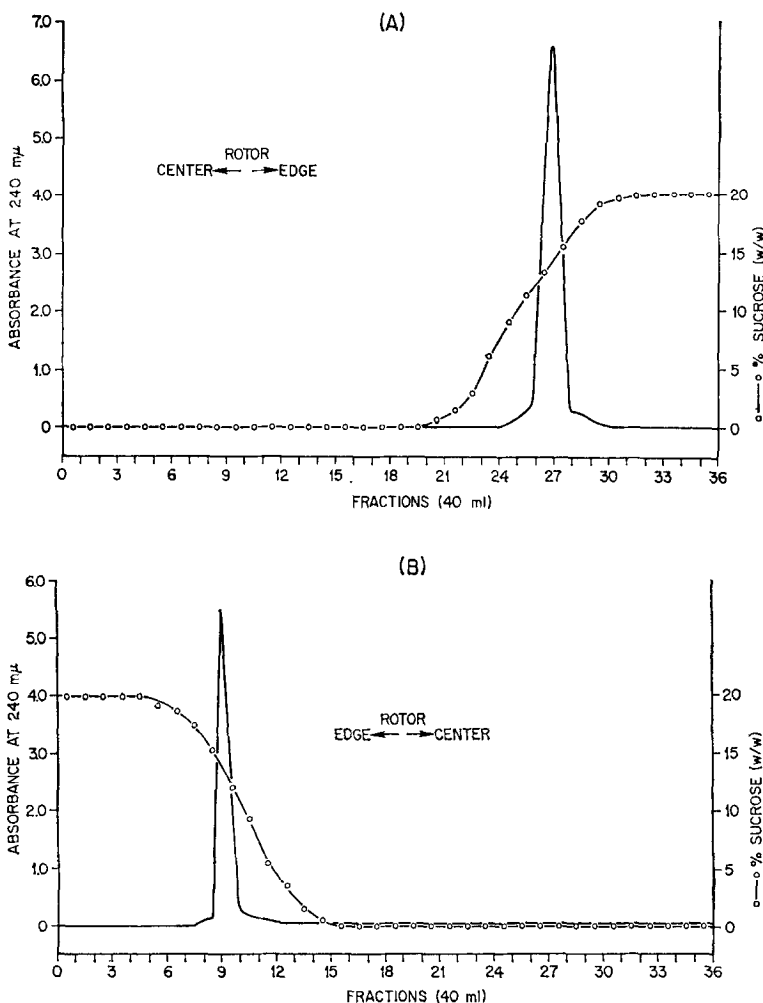 (A)
7.0
6.0
5.0
4.0
3.0
2.0
1.0
0
ABSORBANCE AT 240 mμ
ROTOR
CENTER ←→ EDGE
20
15
10
5
0
o—o % SUCROSE (w/w)
0 3 6 9 12 15 18 21 24 27 30 33 36
FRACTIONS (40 ml)
(B)
6.0
5.0
4.0
3.0
2.0
1.0
0
ABSORBANCE AT 240 mμ
ROTOR
EDGE ←→ CENTER
20
15
10
5
0
o—o % SUCROSE (w/w)
0 3 6 9 12 15 18 21 24 27 30 33 36
FRACTIONS (40 ml)